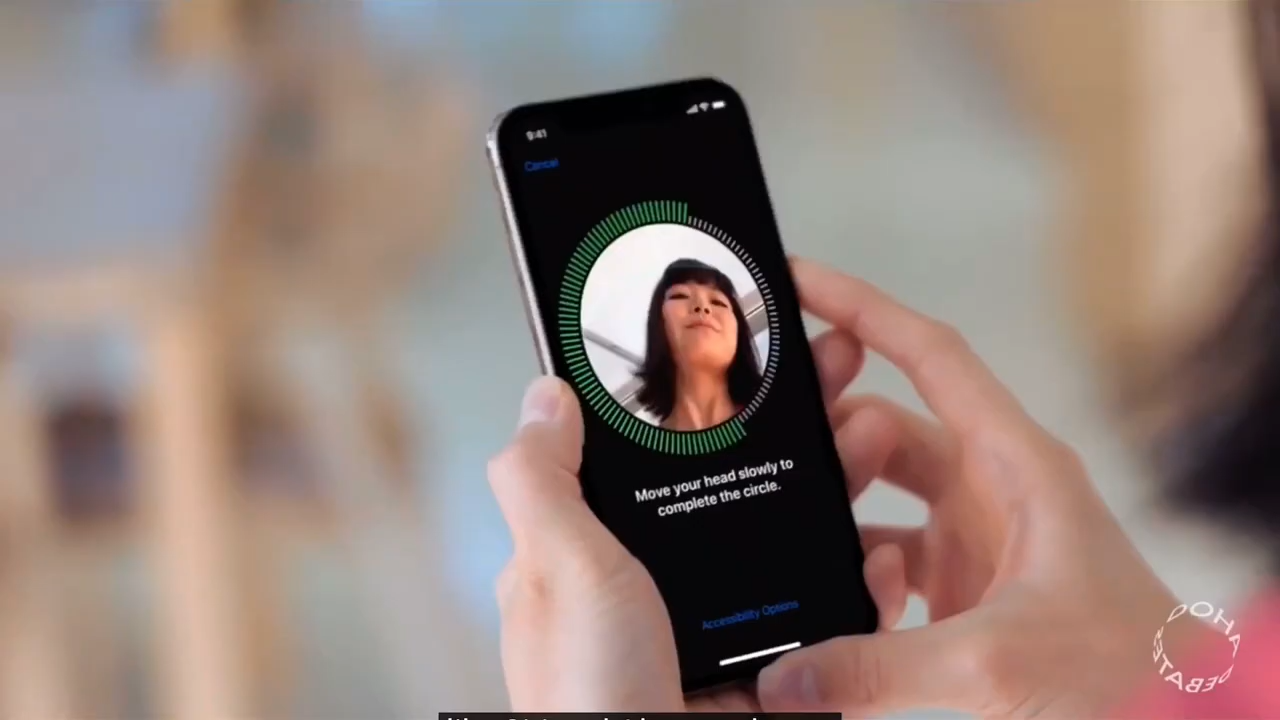 9:41
Cancel
Move your head slowly to
complete the circle.
Accessibility Options
DOHA
DEBATES